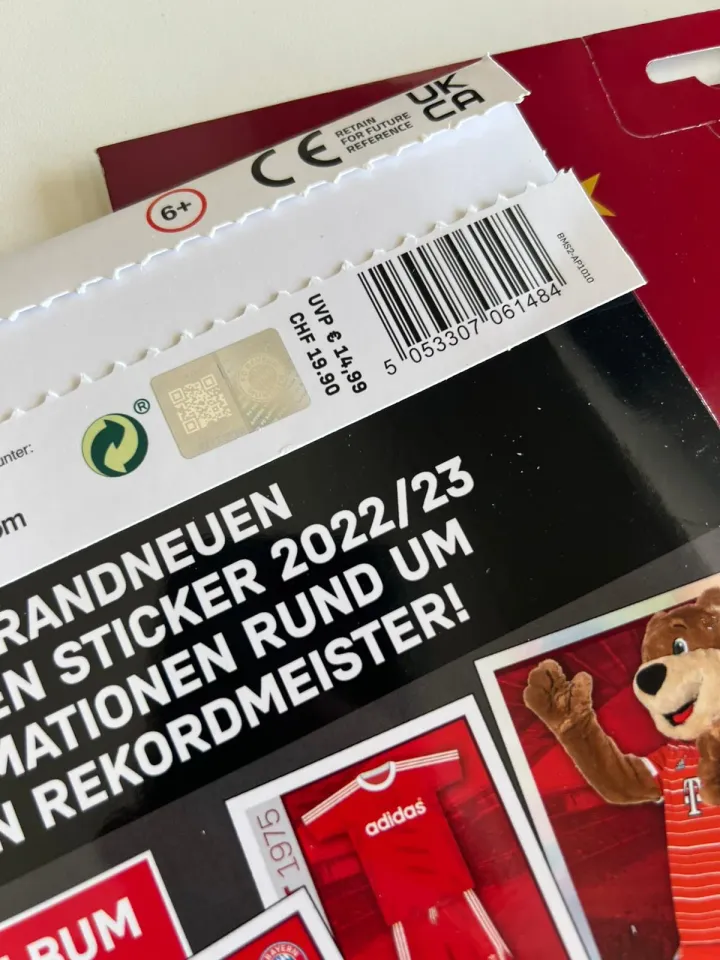 UK
CA
CE
RETAIN
FOR FUTURE
REFERENCE
6+
BMS2-AP1010
5 053307 061484
UVP € 14,99
CHF 19.90
®
unter:
om
RANDNEUEN
EN STICKER 2022/23
MATIONEN RUND UM
N REKORDMEISTER!
adidas
T
1975
BUM
BAYERN